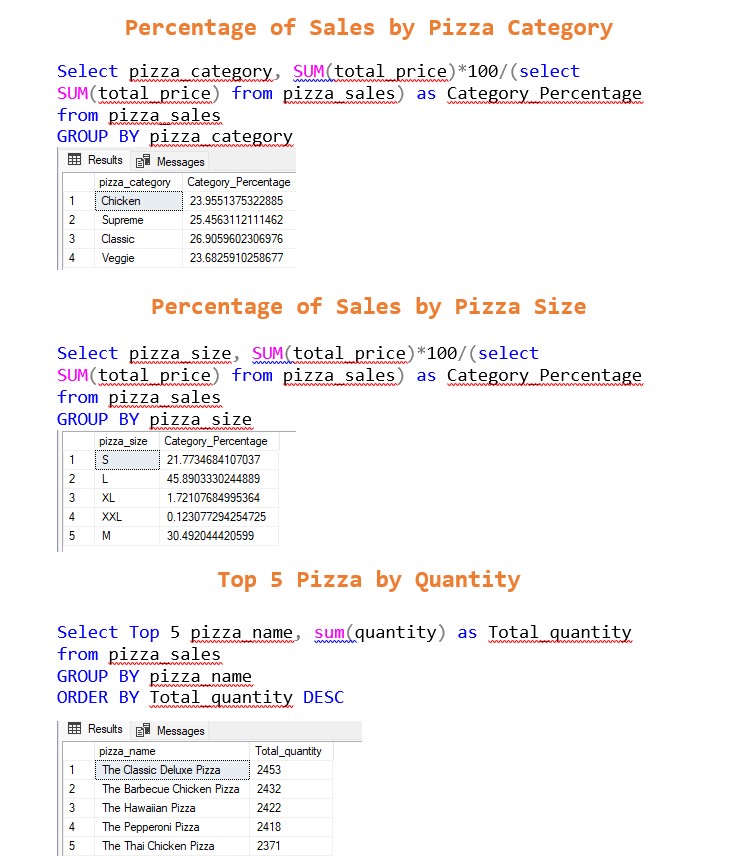 Percentage of Sales by Pizza Category
Select pizza_category, SUM(total_price)*100/(select
SUM(total_price) from pizza_sales) as Category_Percentage
from pizza_sales
GROUP BY pizza_category
Results Messages
pizza_category Category_Percentage
1 Chicken 23.9551375322885
2 Supreme 25.4563112111462
3 Classic 26.9059602306976
4 Veggie 23.6825910258677
Percentage of Sales by Pizza Size
Select pizza_size, SUM(total_price)*100/(select
SUM(total_price) from pizza_sales) as Category_Percentage
from pizza_sales
GROUP BY pizza_size
pizza_size Category_Percentage
1 S 21.7734684107037
2 L 45.8903330244889
3 XL 1.72107684995364
4 XXL 0.123077294254725
5 M 30.492044420599
Top 5 Pizza by Quantity
Select Top 5 pizza_name, sum(quantity) as Total_quantity
from pizza_sales
GROUP BY pizza_name
ORDER BY Total_quantity DESC
Results Messages
pizza_name Total_quantity
1 The Classic Deluxe Pizza 2453
2 The Barbecue Chicken Pizza 2432
3 The Hawaiian Pizza 2422
4 The Pepperoni Pizza 2418
5 The Thai Chicken Pizza 2371